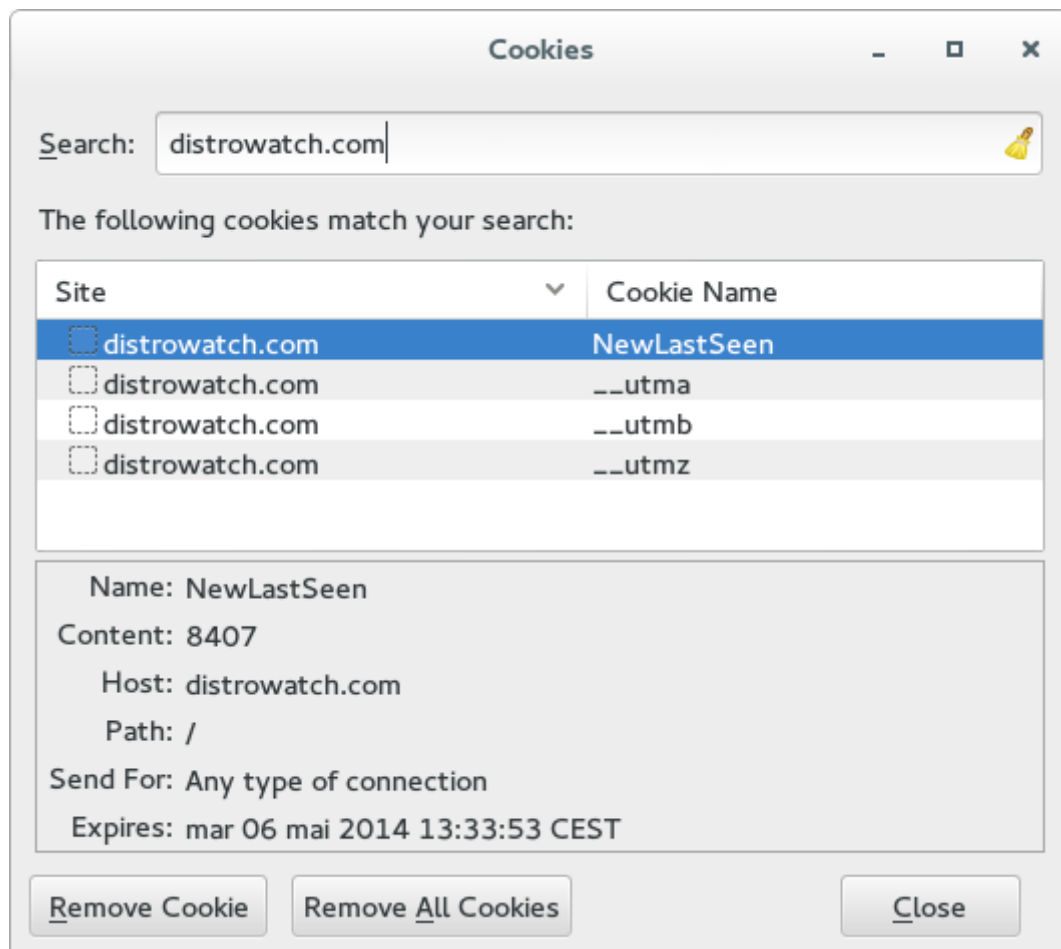 Cookies
Search: distrowatch.com
The following cookies match your search:
Site Cookie Name
distrowatch.com NewLastSeen
distrowatch.com __utma
distrowatch.com __utmb
distrowatch.com __utmz
Name: NewLastSeen
Content: 8407
Host: distrowatch.com
Path: /
Send For: Any type of connection
Expires: mar 06 mai 2014 13:33:53 CEST
Remove Cookie Remove All Cookies Close